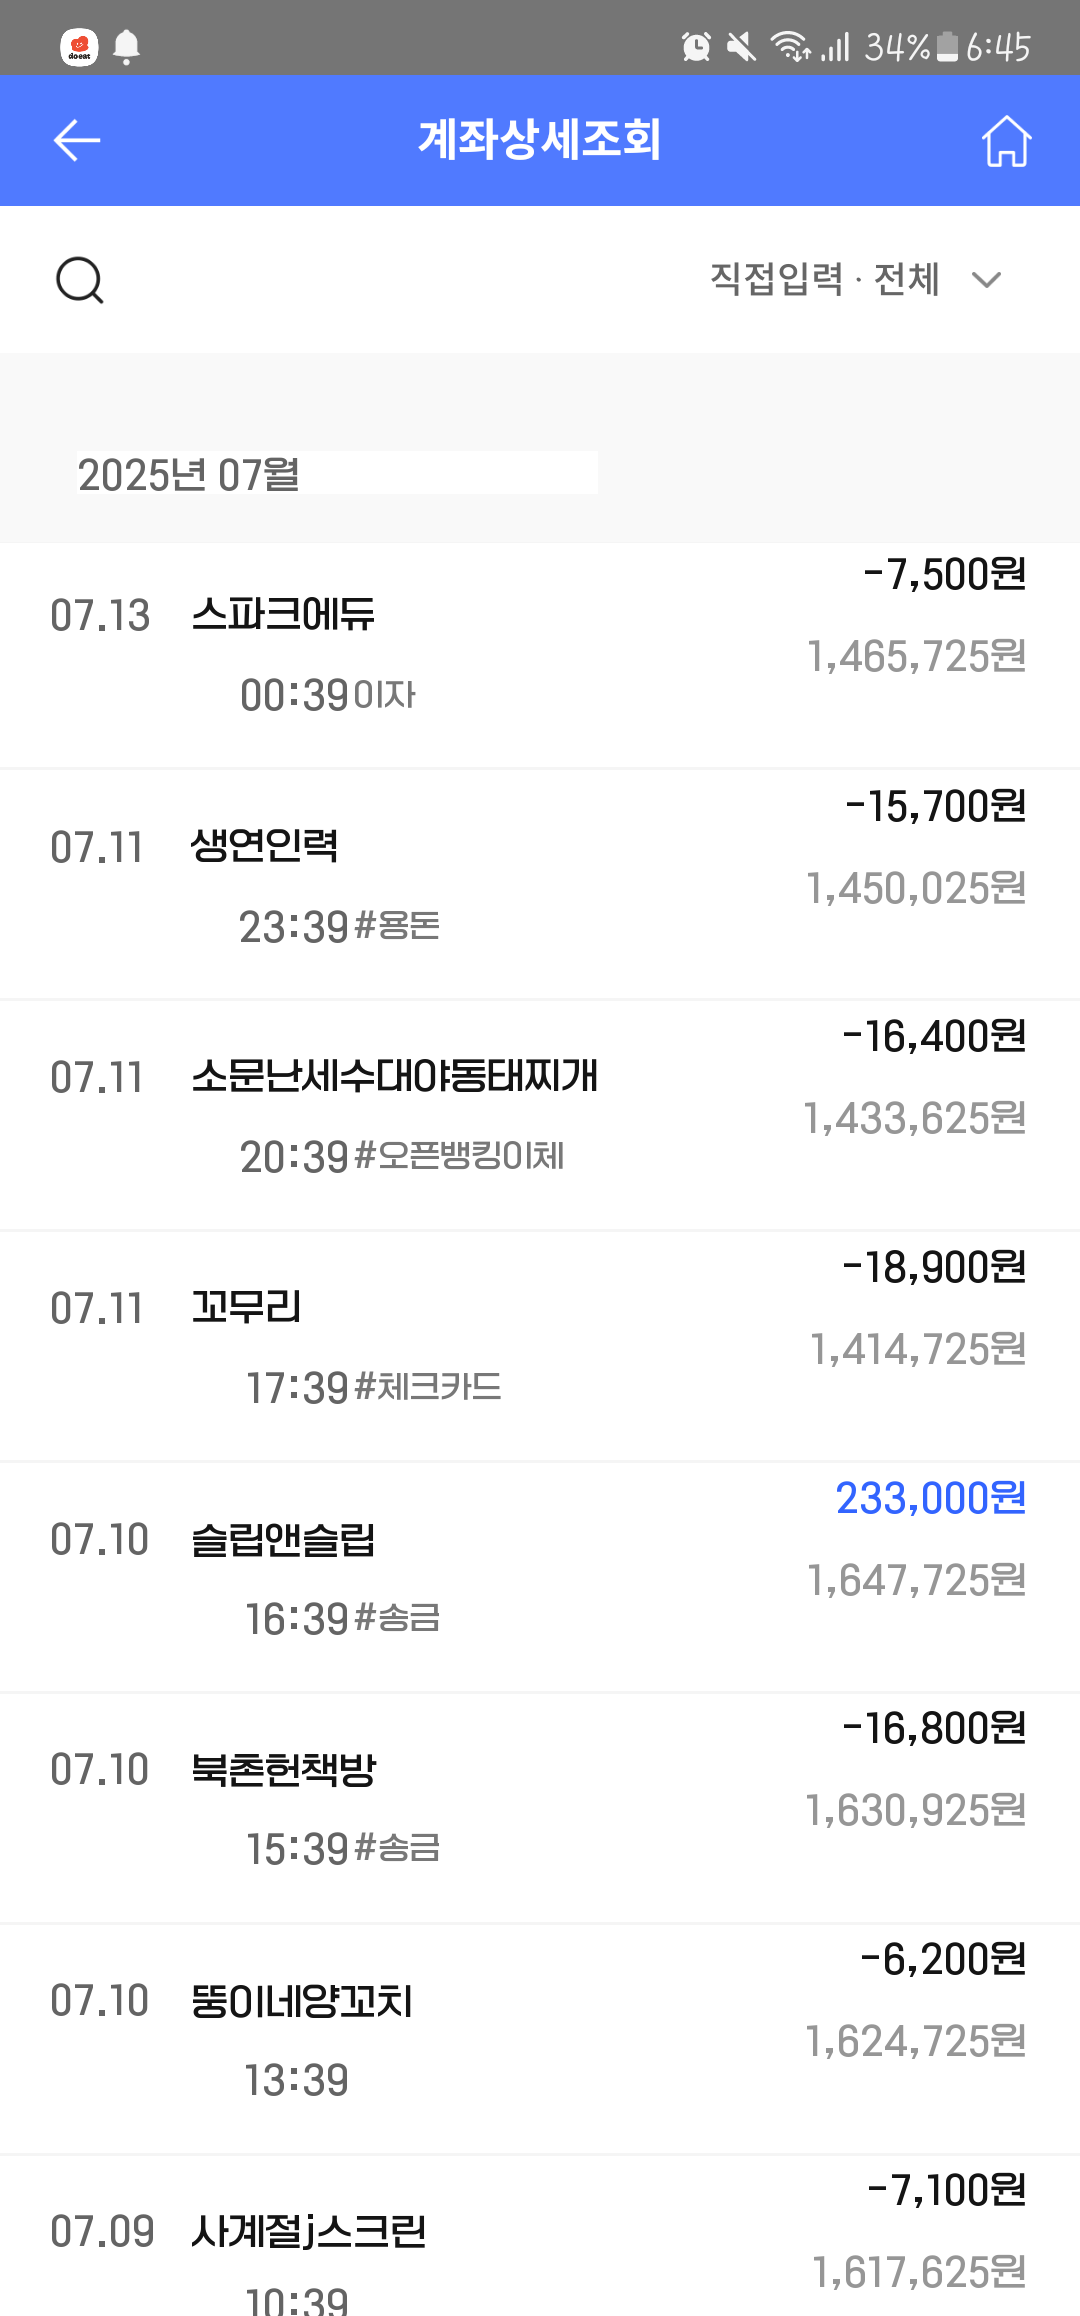 doeat
34% 6:45
계좌상세조회
직접입력 · 전체
2025년 07월
-7,500원
07.13 스파크에듀
1,465,725원
00:39 이자
-15,700원
07.11 생연인력
1,450,025원
23:39 #용돈
-16,400원
07.11 소문난세수대야동태찌개
1,433,625원
20:39 #오픈뱅킹이체
-18,900원
07.11 꼬무리
1,414,725원
17:39 #체크카드
233,000원
07.10 슬립앤슬립
1,647,725원
16:39 #송금
-16,800원
07.10 북촌헌책방
1,630,925원
15:39 #송금
-6,200원
07.10 뚱이네양꼬치
1,624,725원
13:39
-7,100원
07.09 사계절j스크린
1,617,625원
10:39